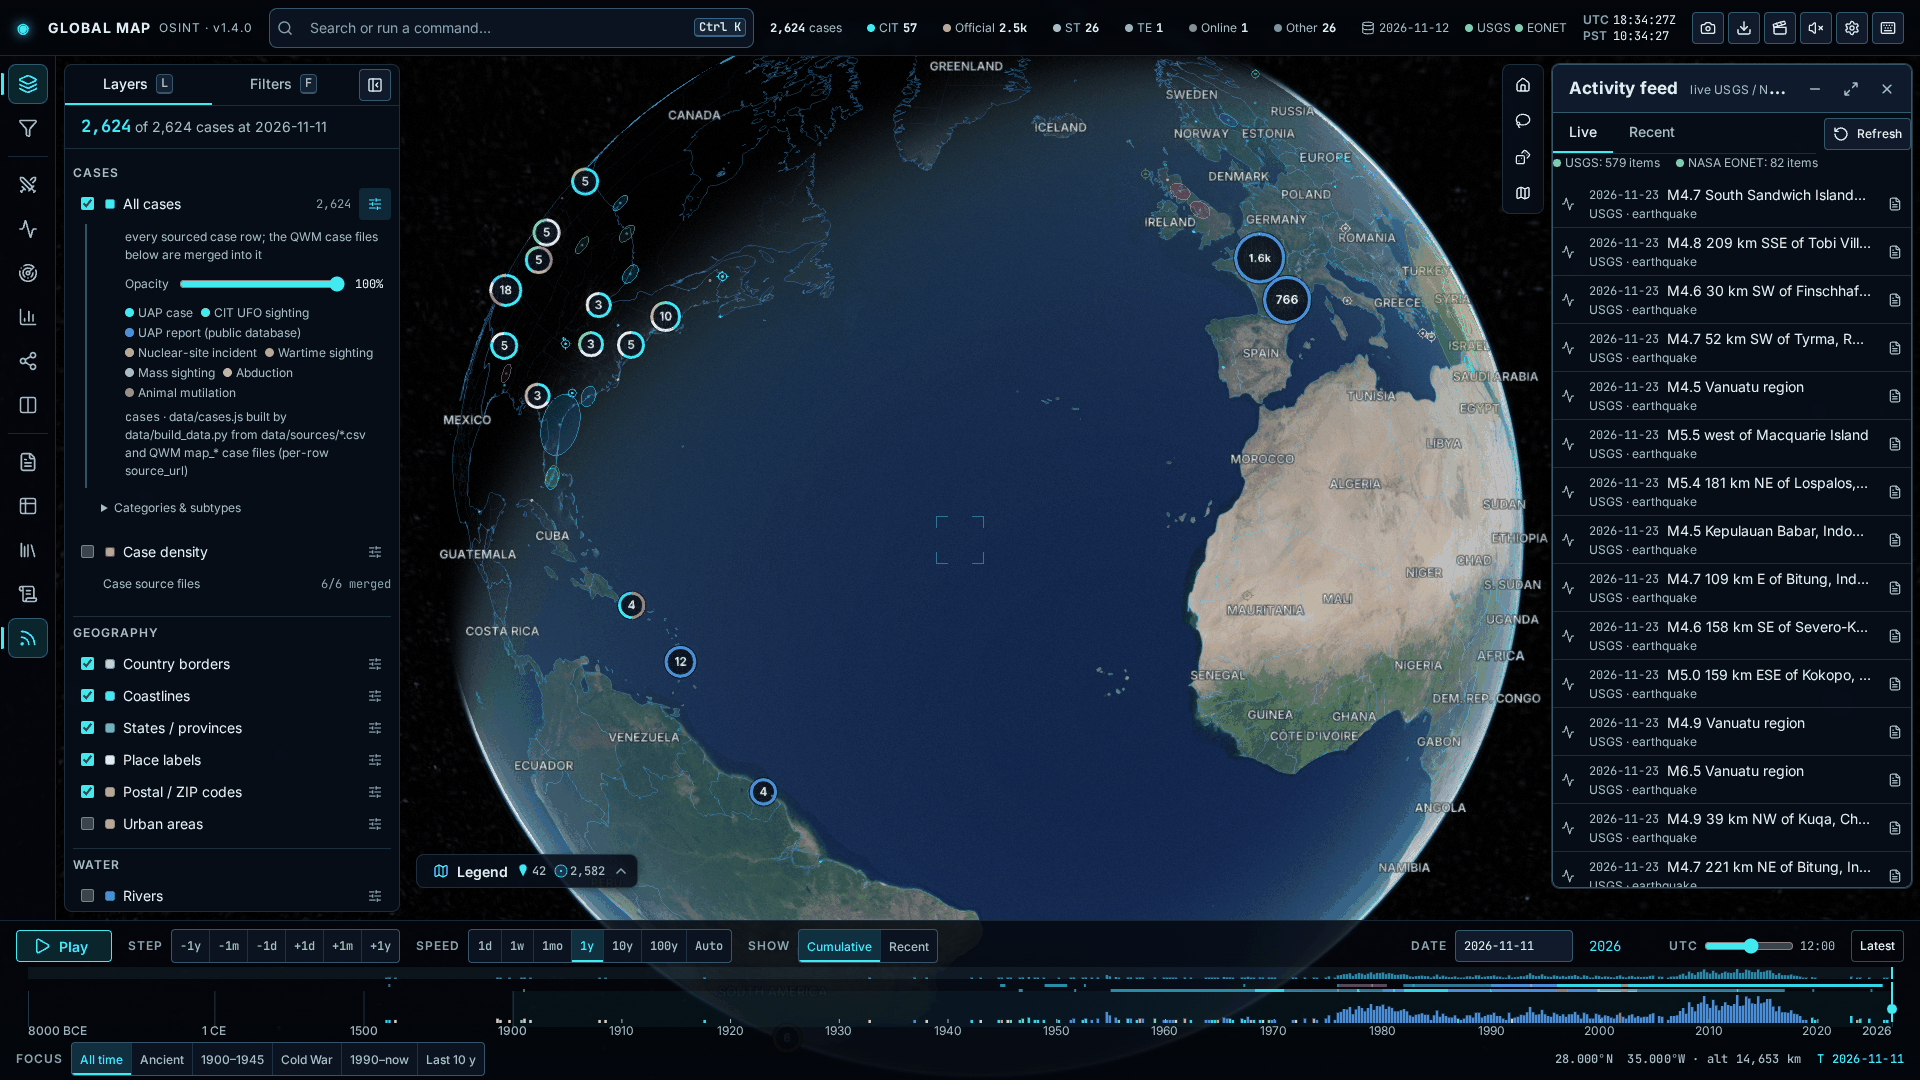 GLOBAL MAP OSINT · v1.4.0
Search or run a command... Ctrl K
2,624 cases CIT 57 Official 2.5k ST 26 TE 1 Online 1 Other 26
2026-11-12 USGS EONET
UTC 18:34:27Z
PST 10:34:27
Layers L Filters F
2,624 of 2,624 cases at 2026-11-11
CASES
All cases 2,624
every sourced case row; the QWM case files
below are merged into it
Opacity 100%
UAP case CIT UFO sighting
UAP report (public database)
Nuclear-site incident Wartime sighting
Mass sighting Abduction
Animal mutilation
cases · data/cases.js built by
data/build_data.py from data/sources/*.csv
and QWM map_* case files (per-row
source_url)
Categories & subtypes
Case density
Case source files 6/6 merged
GEOGRAPHY
Country borders
Coastlines
States / provinces
Place labels
Postal / ZIP codes
Urban areas
WATER
Rivers
GREENLAND
CANADA
SWEDEN
RUSSIA
ICELAND
NORWAY ESTONIA
EUROPE
DENMARK
POLAND
IRELAND
GERMANY
ROMANIA
TURKEY
GREECE
SYRIA
ISRAEL
SPAIN
SAUDI ARABIA
TUNISIA
EGYPT
LIBYA
MEXICO
MOROCCO
ALGERIA
SUDAN
CUBA
ETHIOPIA
GUATEMALA
CHAD
NIGER
S. SUDAN
MALI
MAURITANIA
UGANDA
COSTA RICA
AFRICA
NIGERIA
SENEGAL
DEM. REP. CONGO
GUINEA
GHANA
VENEZUELA
CÔTE D'IVOIRE
GABON
ECUADOR
ANGOLA
NAMIBIA
SOUTH AMERICA
5
5
5
18
3
10
5
3
5
3
4
12
4
1.6k
766
6
Legend 42 2,582
Activity feed live USGS / N...
Live Recent Refresh
USGS: 579 items NASA EONET: 82 items
2026-11-23 M4.7 South Sandwich Island...
USGS · earthquake
2026-11-23 M4.8 209 km SSE of Tobi Vill...
USGS · earthquake
2026-11-23 M4.6 30 km SW of Finschhaf...
USGS · earthquake
2026-11-23 M4.7 52 km SW of Tyrma, R...
USGS · earthquake
2026-11-23 M4.5 Vanuatu region
USGS · earthquake
2026-11-23 M5.5 west of Macquarie Island
USGS · earthquake
2026-11-23 M5.4 181 km NE of Lospalos,...
USGS · earthquake
2026-11-23 M4.5 Kepulauan Babar, Indo...
USGS · earthquake
2026-11-23 M4.7 109 km E of Bitung, Ind...
USGS · earthquake
2026-11-23 M4.6 158 km SE of Severo-K...
USGS · earthquake
2026-11-23 M5.0 159 km ESE of Kokopo, ...
USGS · earthquake
2026-11-23 M4.9 Vanuatu region
USGS · earthquake
2026-11-23 M6.5 Vanuatu region
USGS · earthquake
2026-11-23 M4.9 39 km NW of Kuqa, Ch...
USGS · earthquake
2026-11-23 M4.7 221 km NE of Bitung, In...
USGS · earthquake
Play STEP -1y -1m -1d +1d +1m +1y SPEED 1d 1w 1mo 1y 10y 100y Auto SHOW Cumulative Recent
DATE 2026-11-11 2026 UTC 12:00 Latest
8000 BCE 1 CE 1500 1900 1910 1920 1930 1940 1950 1960 1970 1980 1990 2000 2010 2020 2026
FOCUS All time Ancient 1900–1945 Cold War 1990–now Last 10 y
28.000°N 35.000°W · alt 14,653 km T 2026-11-11